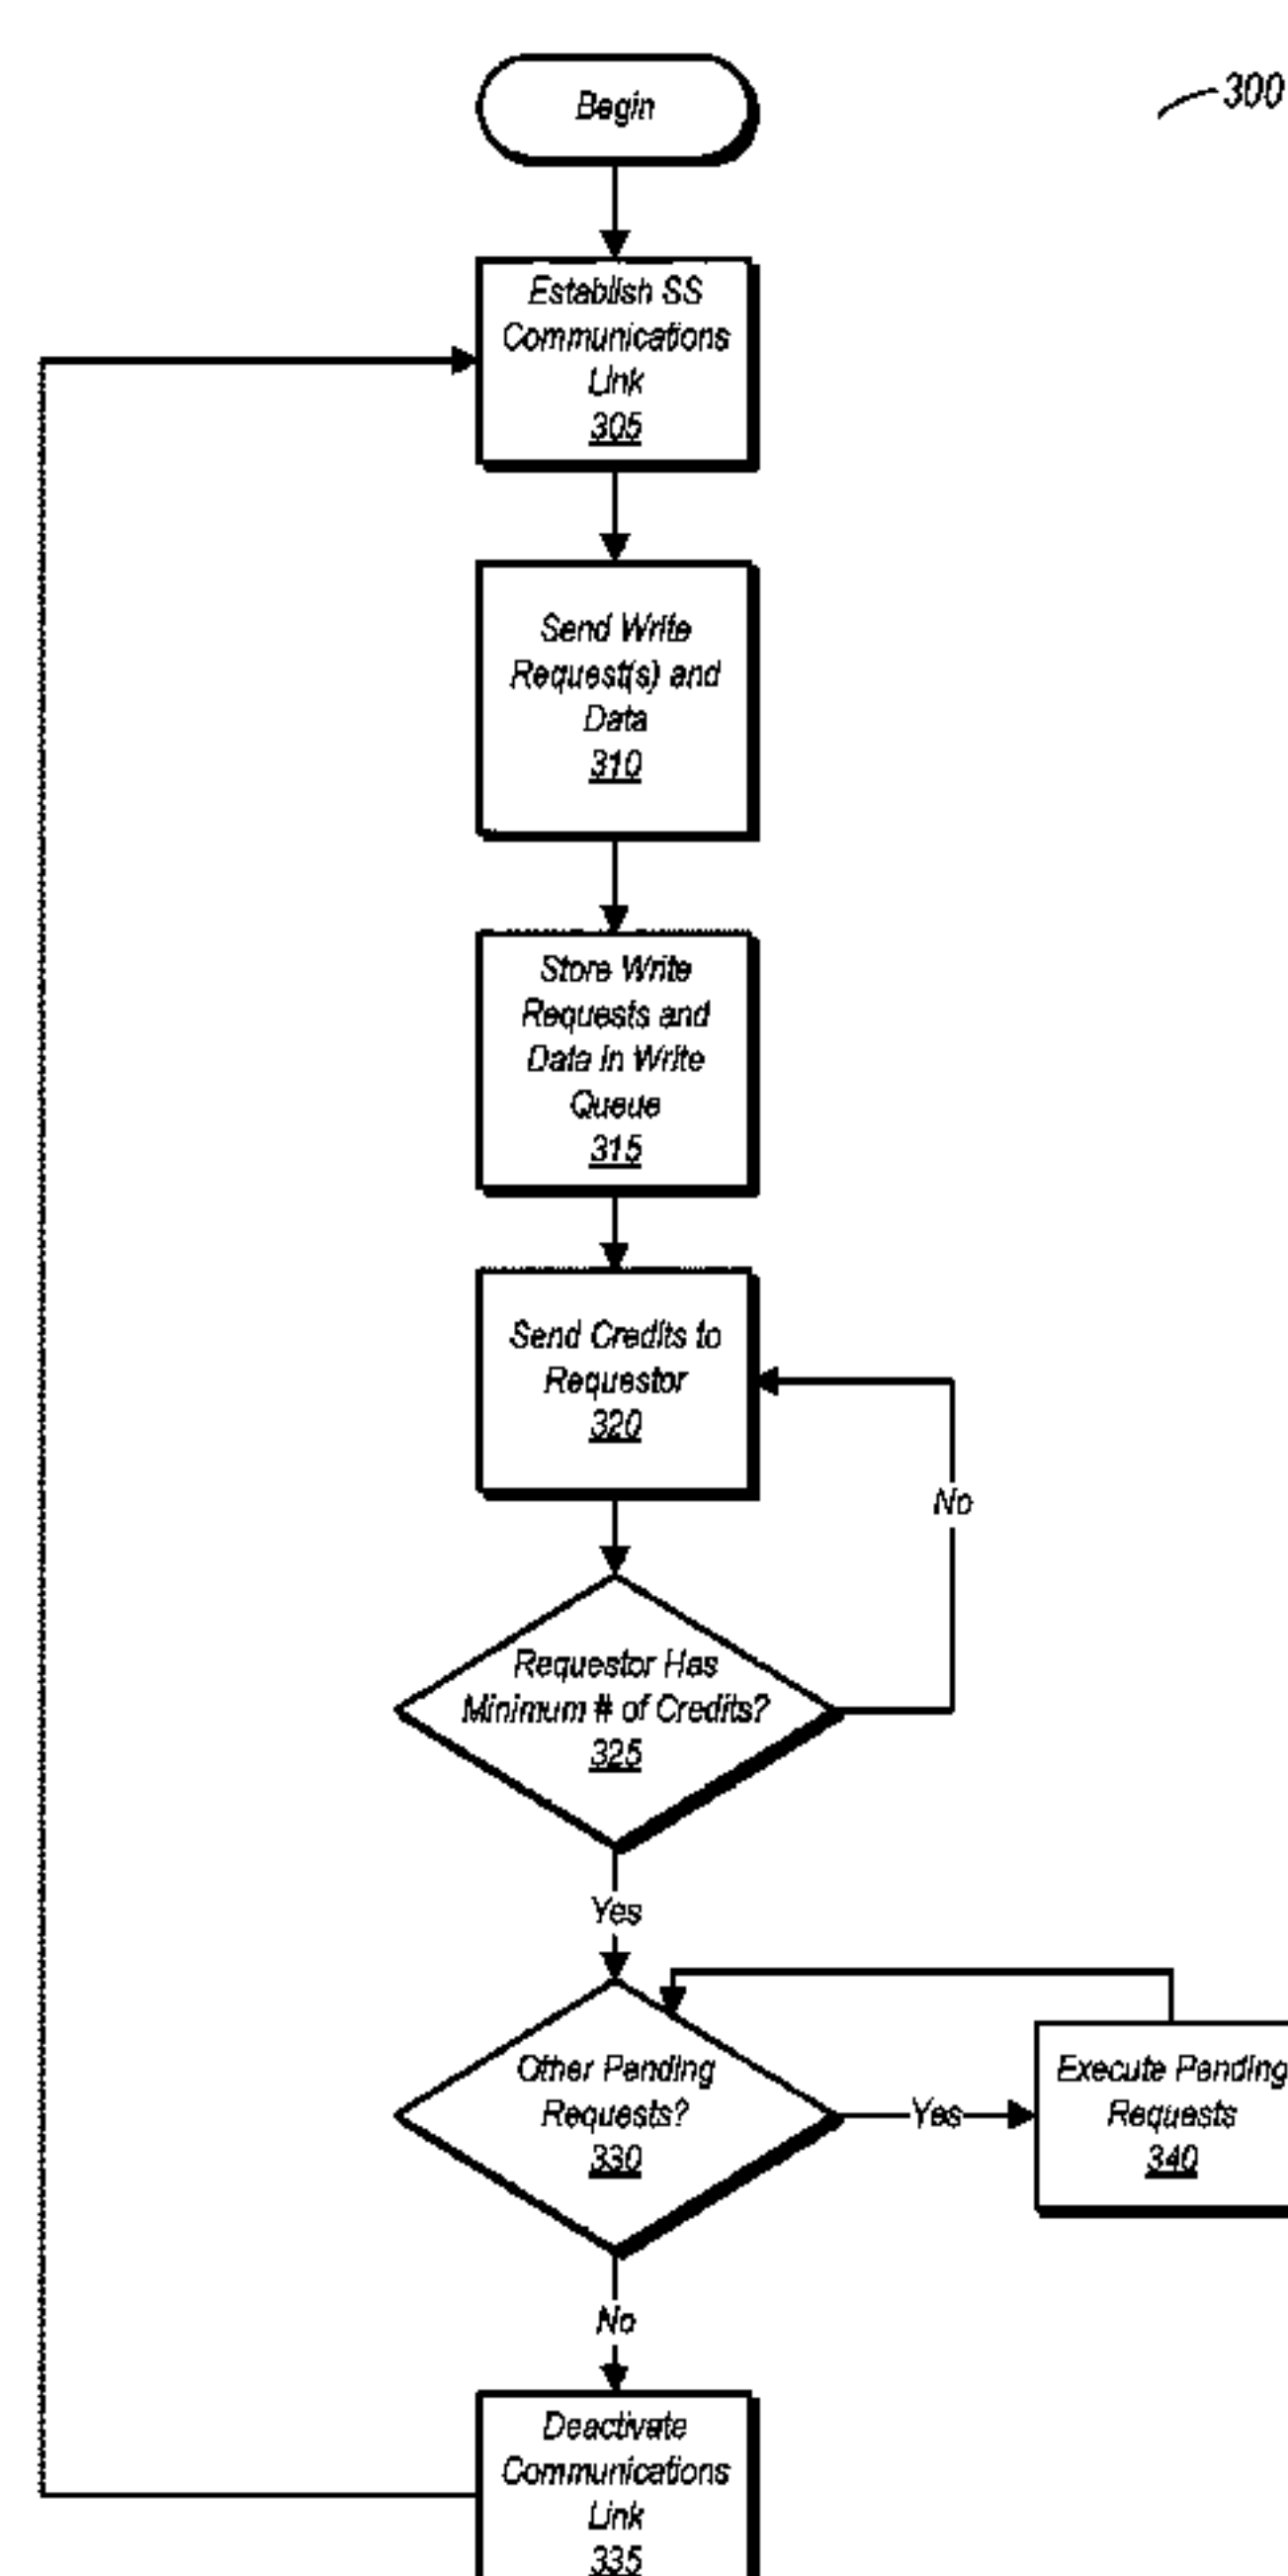 Begin
300
Establish SS
Communications
Link
305
Send Write
Request(s) and
Data
310
Store Write
Requests and
Data in Write
Queue
315
Send Credits to
Requestor
320
No
Requestor Has
Minimum # of Credits?
325
Yes
Other Pending
Requests?
330
Yes
Execute Pending
Requests
340
No
Deactivate
Communications
Link
335